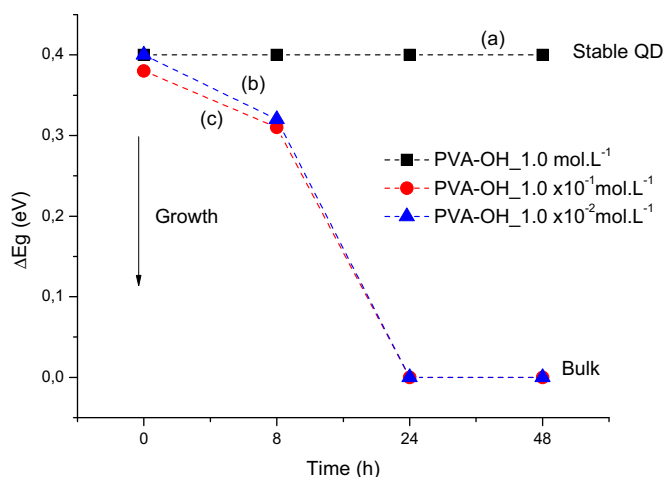 (a)
0,4
Stable QD
(b)
(c)
0,3
PVA-OH_1.0 mol.L⁻¹
PVA-OH_1.0 x10⁻¹mol.L⁻¹
PVA-OH_1.0 x10⁻²mol.L⁻¹
Growth
0,2
ΔEg (eV)
0,1
Bulk
0,0
0 8 24 48
Time (h)